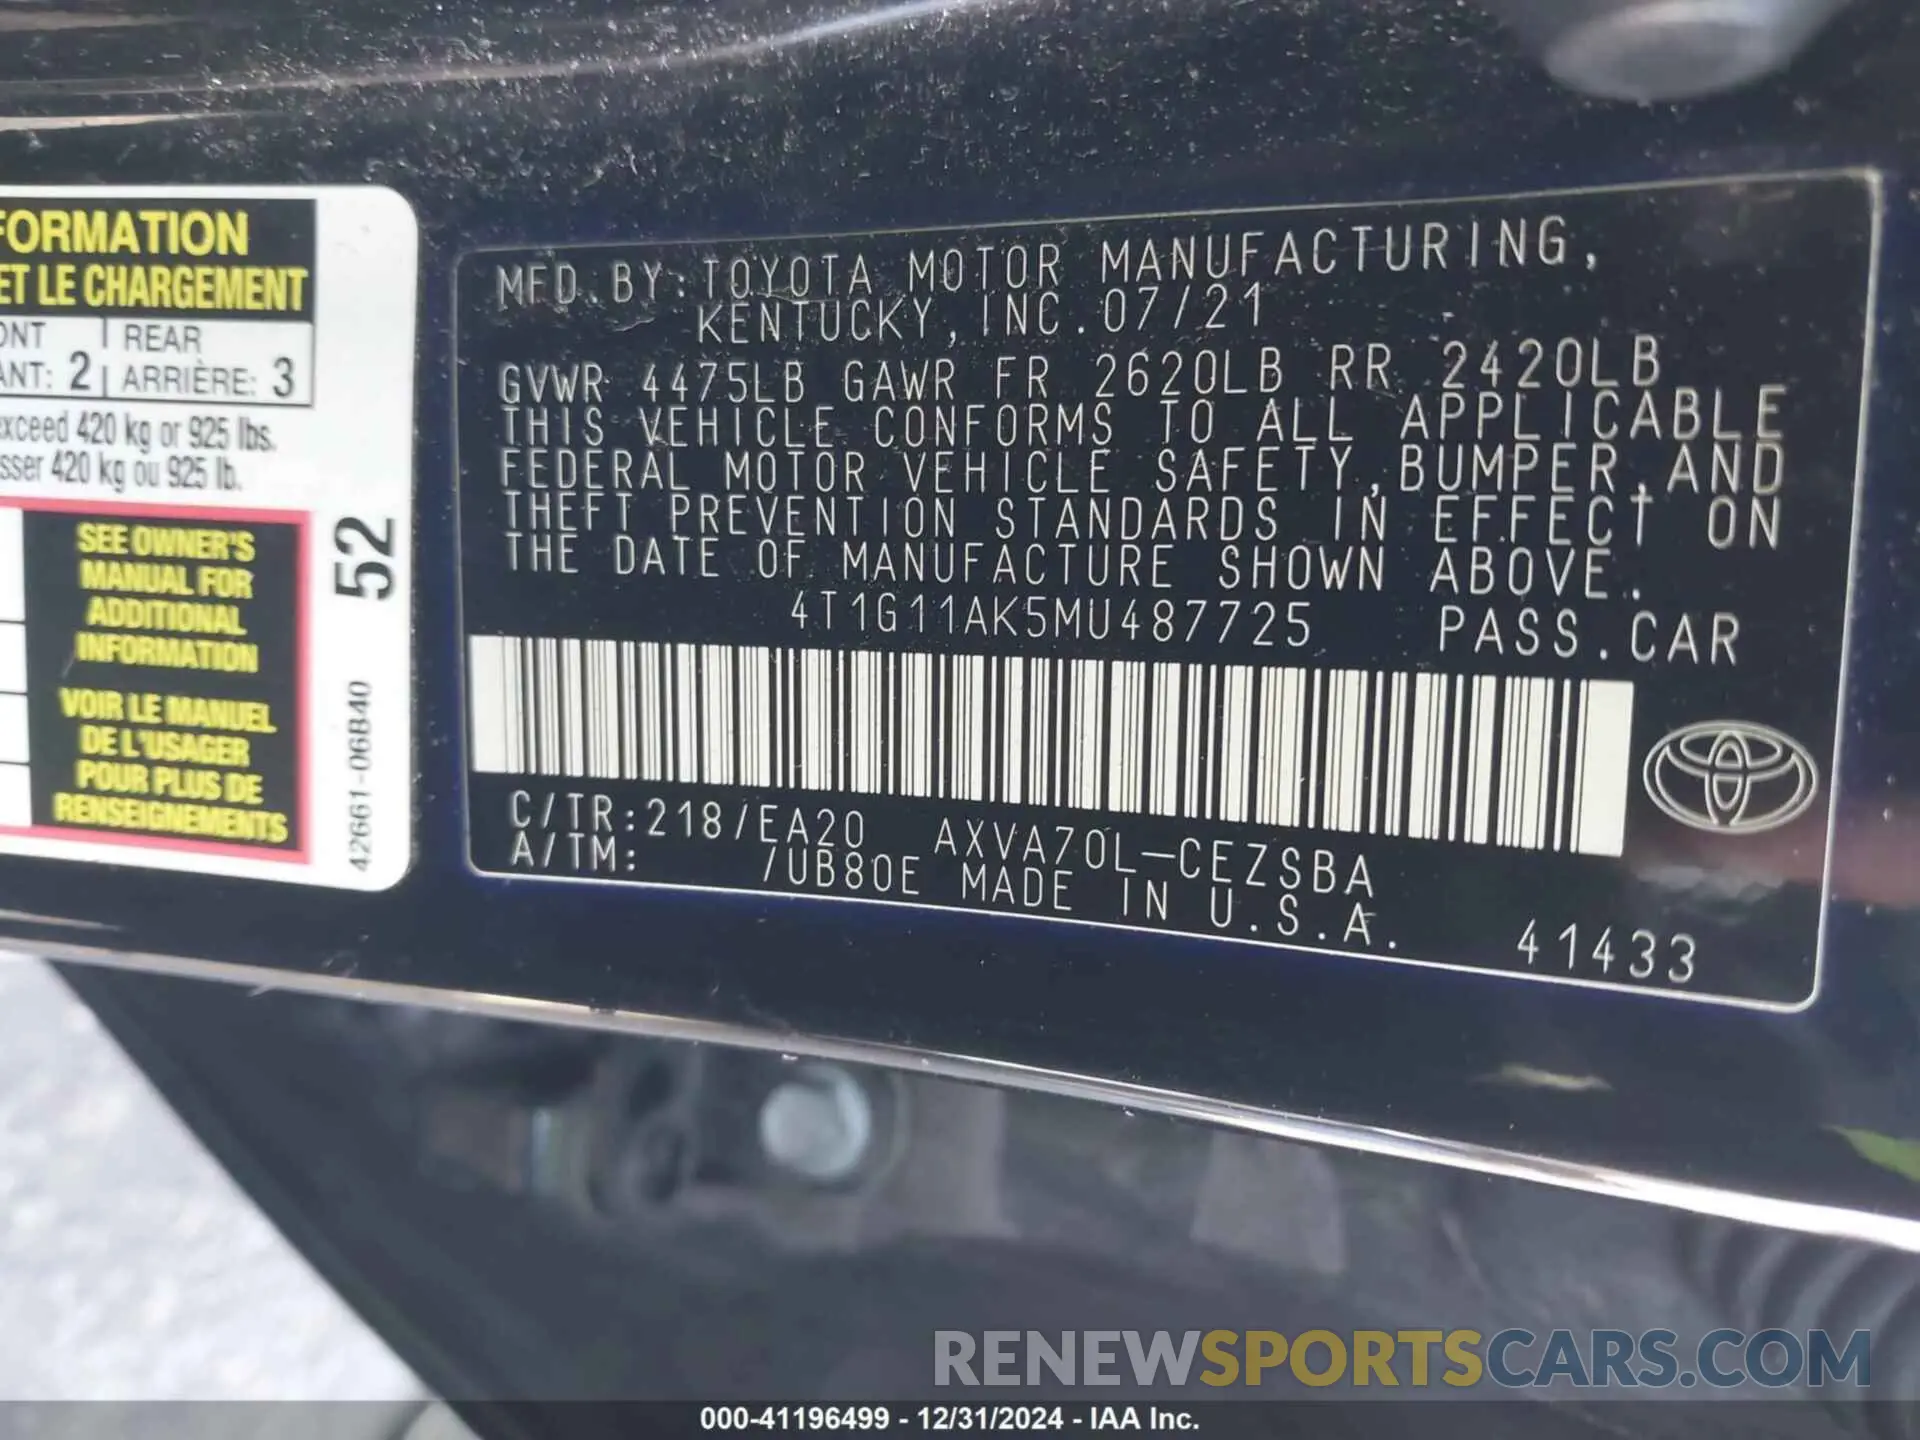 FORMATION
ET LE CHARGEMENT
ONT REAR
ANT: 2 ARRIÈRE: 3
xceed 420 kg or 925 lbs.
sser 420 kg ou 925 lb.
SEE OWNER'S
MANUAL FOR
ADDITIONAL
INFORMATION
VOIR LE MANUEL
DE L'USAGER
POUR PLUS DE
RENSEIGNEMENTS
52
42661-06B40
MFD. BY: TOYOTA MOTOR MANUFACTURING,
KENTUCKY, INC. 07/21
GVWR 4475LB GAWR FR 2620LB RR 2420LB
THIS VEHICLE CONFORMS TO ALL APPLICABLE
FEDERAL MOTOR VEHICLE SAFETY, BUMPER, AND
THEFT PREVENTION STANDARDS IN EFFECT ON
THE DATE OF MANUFACTURE SHOWN ABOVE.
4T1G11AK5MU487725 PASS. CAR
C/TR: 218/EA20 AXVA70L-CEZSBA
A/TM: /UB80E MADE IN U.S.A.
41433
RENEWSPORTSCARS.COM
000-41196499 - 12/31/2024 - IAA Inc.